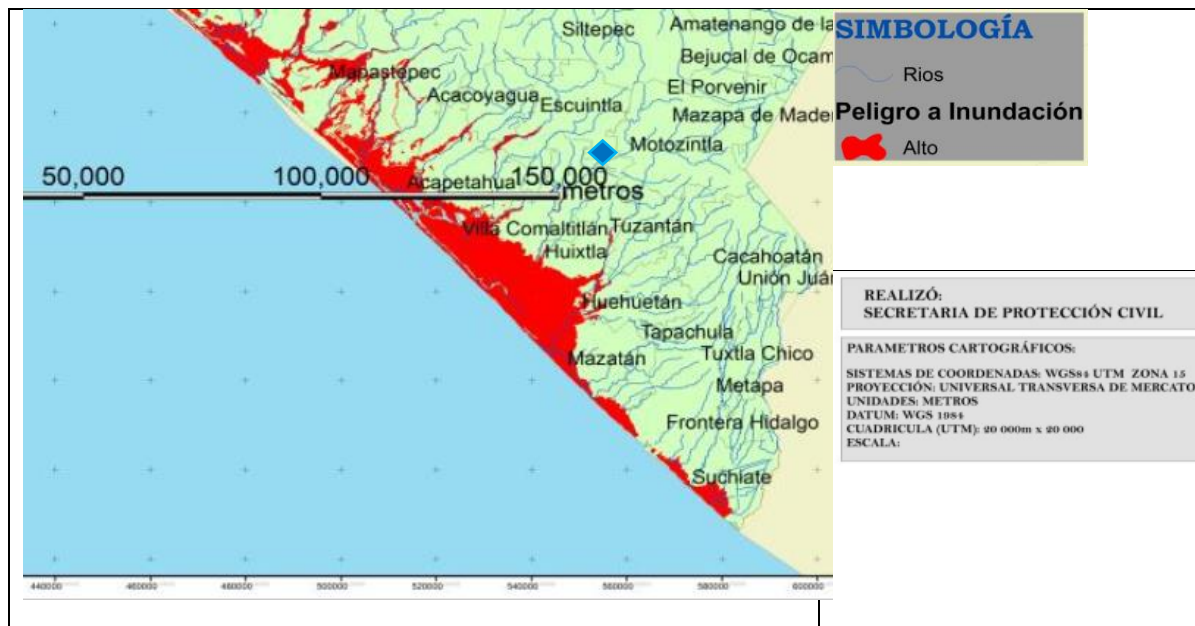 Siltepec
Amatenango de la
Bejucal de Ocam
Mapastepec
El Porvenir
Acacoyagua
Escuintla
Mazapa de Mader
Motozintla
50,000
100,000
Acapetahua
150,000
metros
Villa Comaltitlán
Tuzantán
Huixtla
Cacahoatán
Unión Juár
Huehuetán
Tapachula
Mazatán
Tuxtla Chico
Metapa
Frontera Hidalgo
Suchiate
440000
460000
480000
500000
520000
540000
560000
580000
600000
SIMBOLOGÍA
Rios
Peligro a Inundación
Alto
REALIZÓ:
SECRETARIA DE PROTECCIÓN CIVIL
PARAMETROS CARTOGRÁFICOS:
SISTEMAS DE COORDENADAS: WGS84 UTM ZONA 15
PROYECCIÓN: UNIVERSAL TRANSVERSA DE MERCATO
UNIDADES: METROS
DATUM: WGS 1984
CUADRICULA (UTM): 20 000m x 20 000
ESCALA: